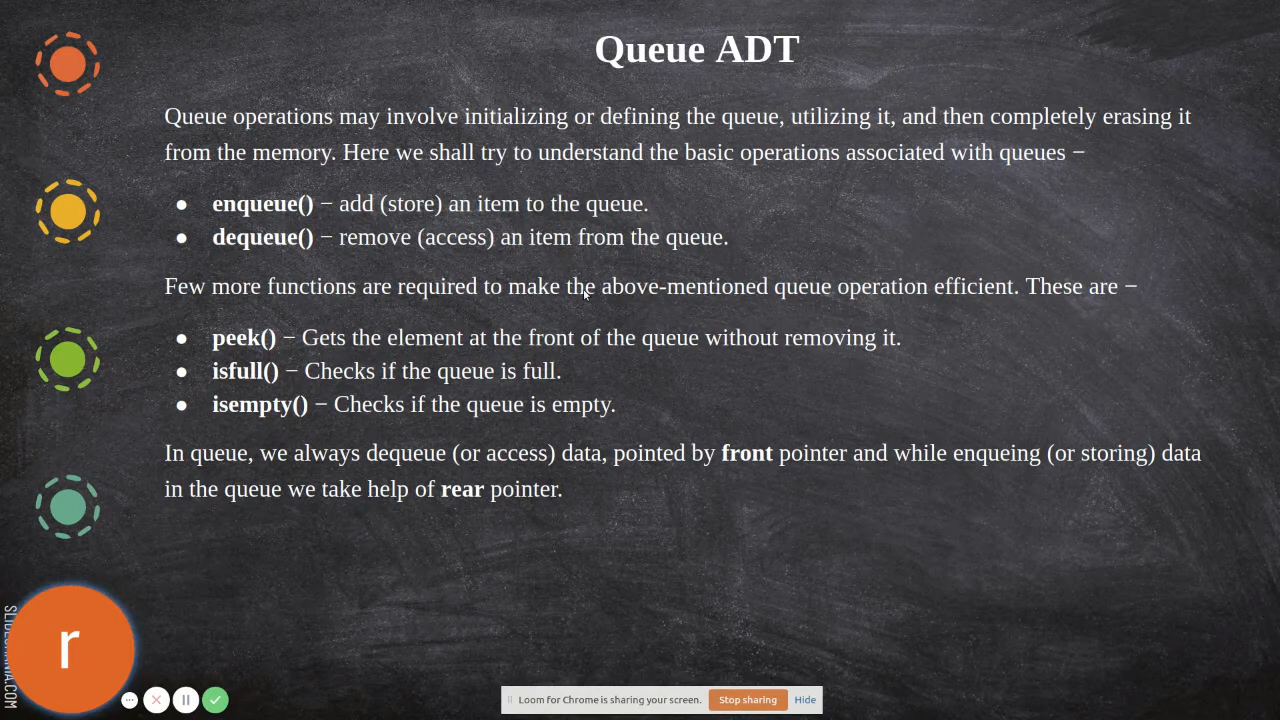 Queue ADT
Queue operations may involve initializing or defining the queue, utilizing it, and then completely erasing it
from the memory. Here we shall try to understand the basic operations associated with queues −
● enqueue() − add (store) an item to the queue.
● dequeue() − remove (access) an item from the queue.
Few more functions are required to make the above-mentioned queue operation efficient. These are −
● peek() − Gets the element at the front of the queue without removing it.
● isfull() − Checks if the queue is full.
● isempty() − Checks if the queue is empty.
In queue, we always dequeue (or access) data, pointed by front pointer and while enqueing (or storing) data
in the queue we take help of rear pointer.
r
Loom for Chrome is sharing your screen.
Stop sharing
Hide